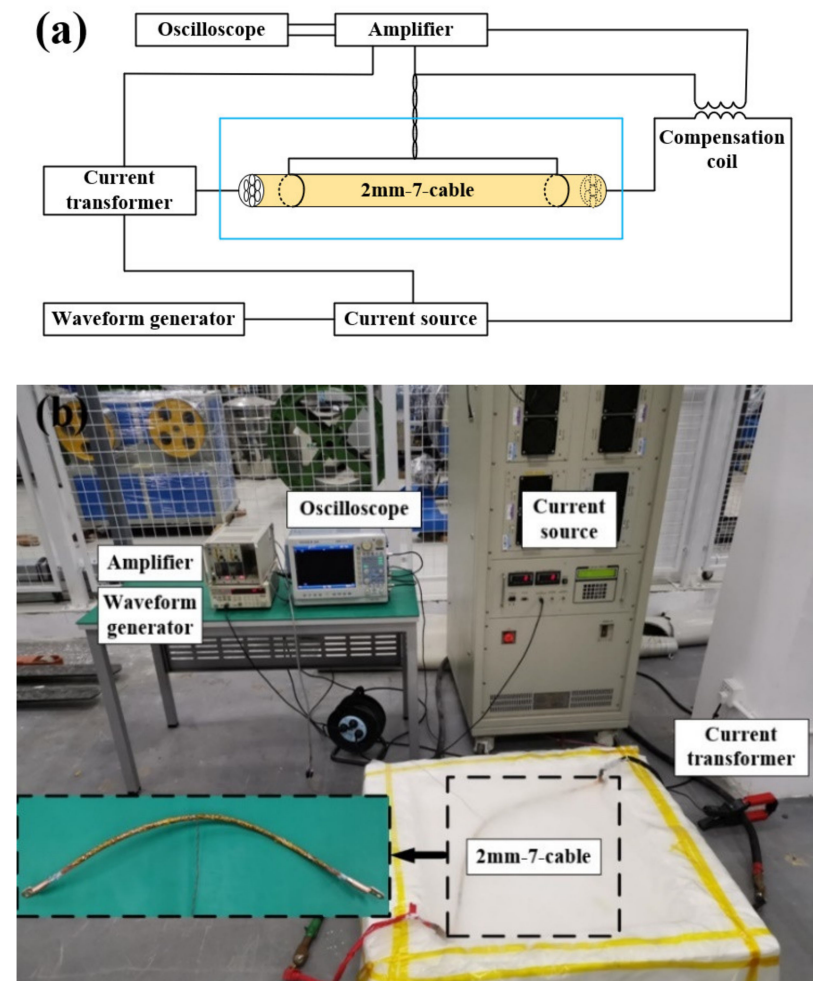 (a)
Oscilloscope
Amplifier
Compensation
coil
Current
transformer
2mm-7-cable
Waveform generator
Current source
(b)
Oscilloscope
Current
source
Amplifier
Waveform
generator
Current
transformer
2mm-7-cable